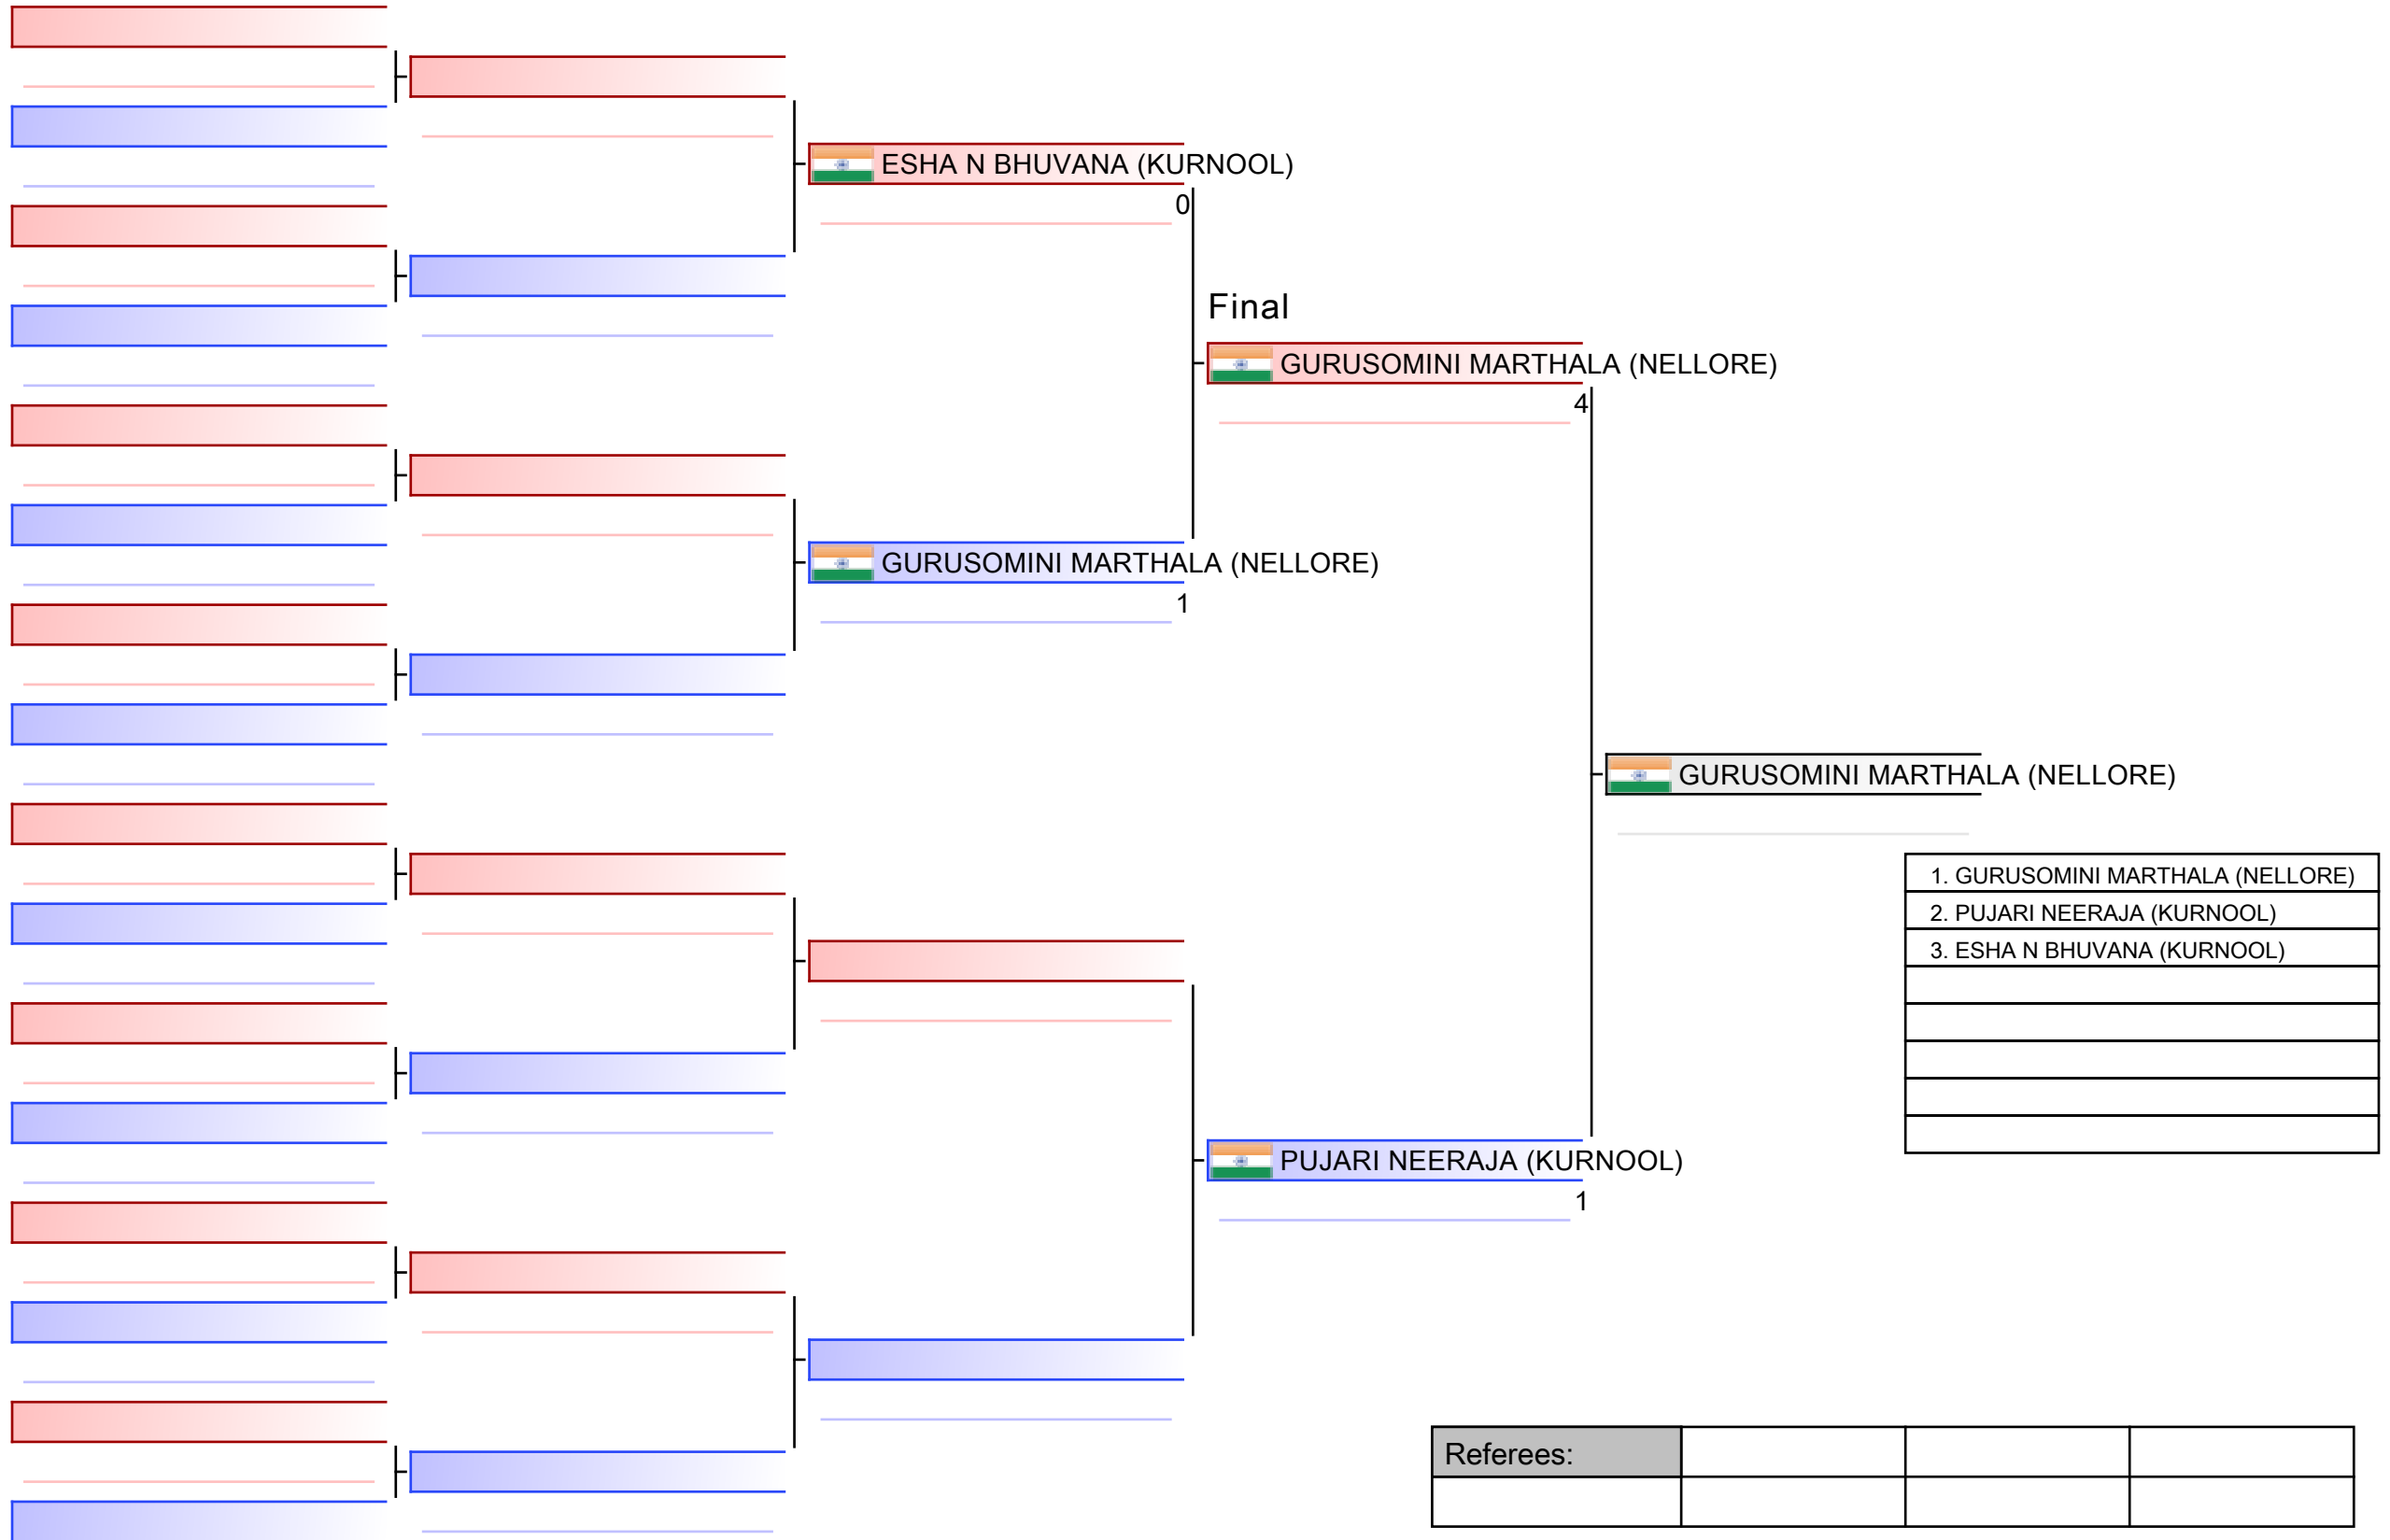 ESHA N BHUVANA (KURNOOL)
0
Final
GURUSOMINI MARTHALA (NELLORE)
4
GURUSOMINI MARTHALA (NELLORE)
1
GURUSOMINI MARTHALA (NELLORE)
1. GURUSOMINI MARTHALA (NELLORE)
2. PUJARI NEERAJA (KURNOOL)
3. ESHA N BHUVANA (KURNOOL)
PUJARI NEERAJA (KURNOOL)
1
Referees: